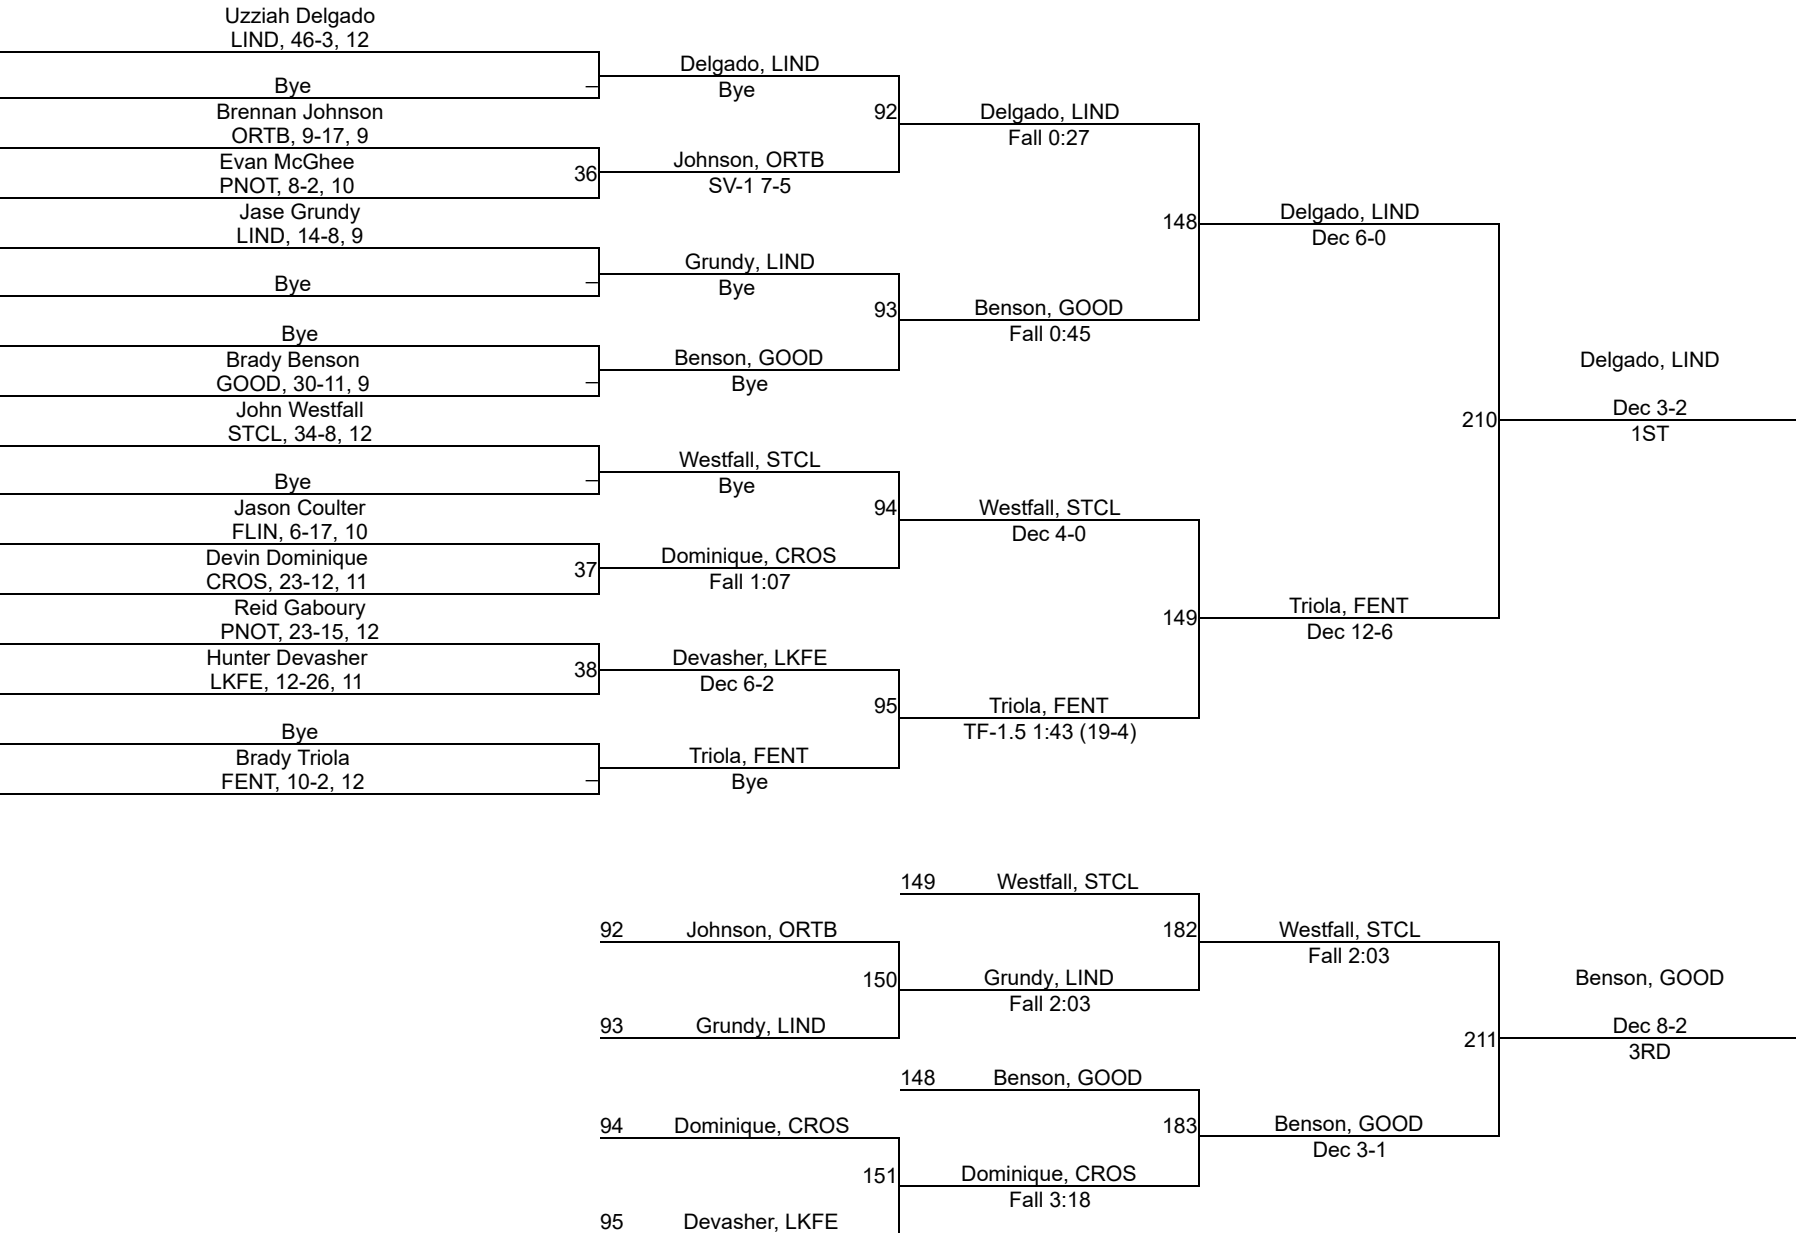 Uzziah Delgado
LIND, 46-3, 12
Bye
Brennan Johnson
ORTB, 9-17, 9
Evan McGhee
PNOT, 8-2, 10
36
Jase Grundy
LIND, 14-8, 9
Bye
Bye
Brady Benson
GOOD, 30-11, 9
John Westfall
STCL, 34-8, 12
Bye
Jason Coulter
FLIN, 6-17, 10
Devin Dominique
CROS, 23-12, 11
37
Reid Gaboury
PNOT, 23-15, 12
Hunter Devasher
LKFE, 12-26, 11
38
Bye
Brady Triola
FENT, 10-2, 12
Delgado, LIND
Bye
92
Johnson, ORTB
SV-1 7-5
Grundy, LIND
Bye
93
Benson, GOOD
Bye
Westfall, STCL
Bye
94
Dominique, CROS
Fall 1:07
Devasher, LKFE
Dec 6-2
95
Triola, FENT
Bye
Delgado, LIND
Fall 0:27
148
Benson, GOOD
Fall 0:45
Westfall, STCL
Dec 4-0
149
Triola, FENT
TF-1.5 1:43 (19-4)
Delgado, LIND
Dec 6-0
210
Triola, FENT
Dec 12-6
Delgado, LIND
Dec 3-2
1ST
92 Johnson, ORTB
150
93 Grundy, LIND
94 Dominique, CROS
151
95 Devasher, LKFE
149 Westfall, STCL
182
Grundy, LIND
Fall 2:03
148 Benson, GOOD
183
Dominique, CROS
Fall 3:18
Westfall, STCL
Fall 2:03
211
Benson, GOOD
Dec 3-1
Benson, GOOD
Dec 8-2
3RD